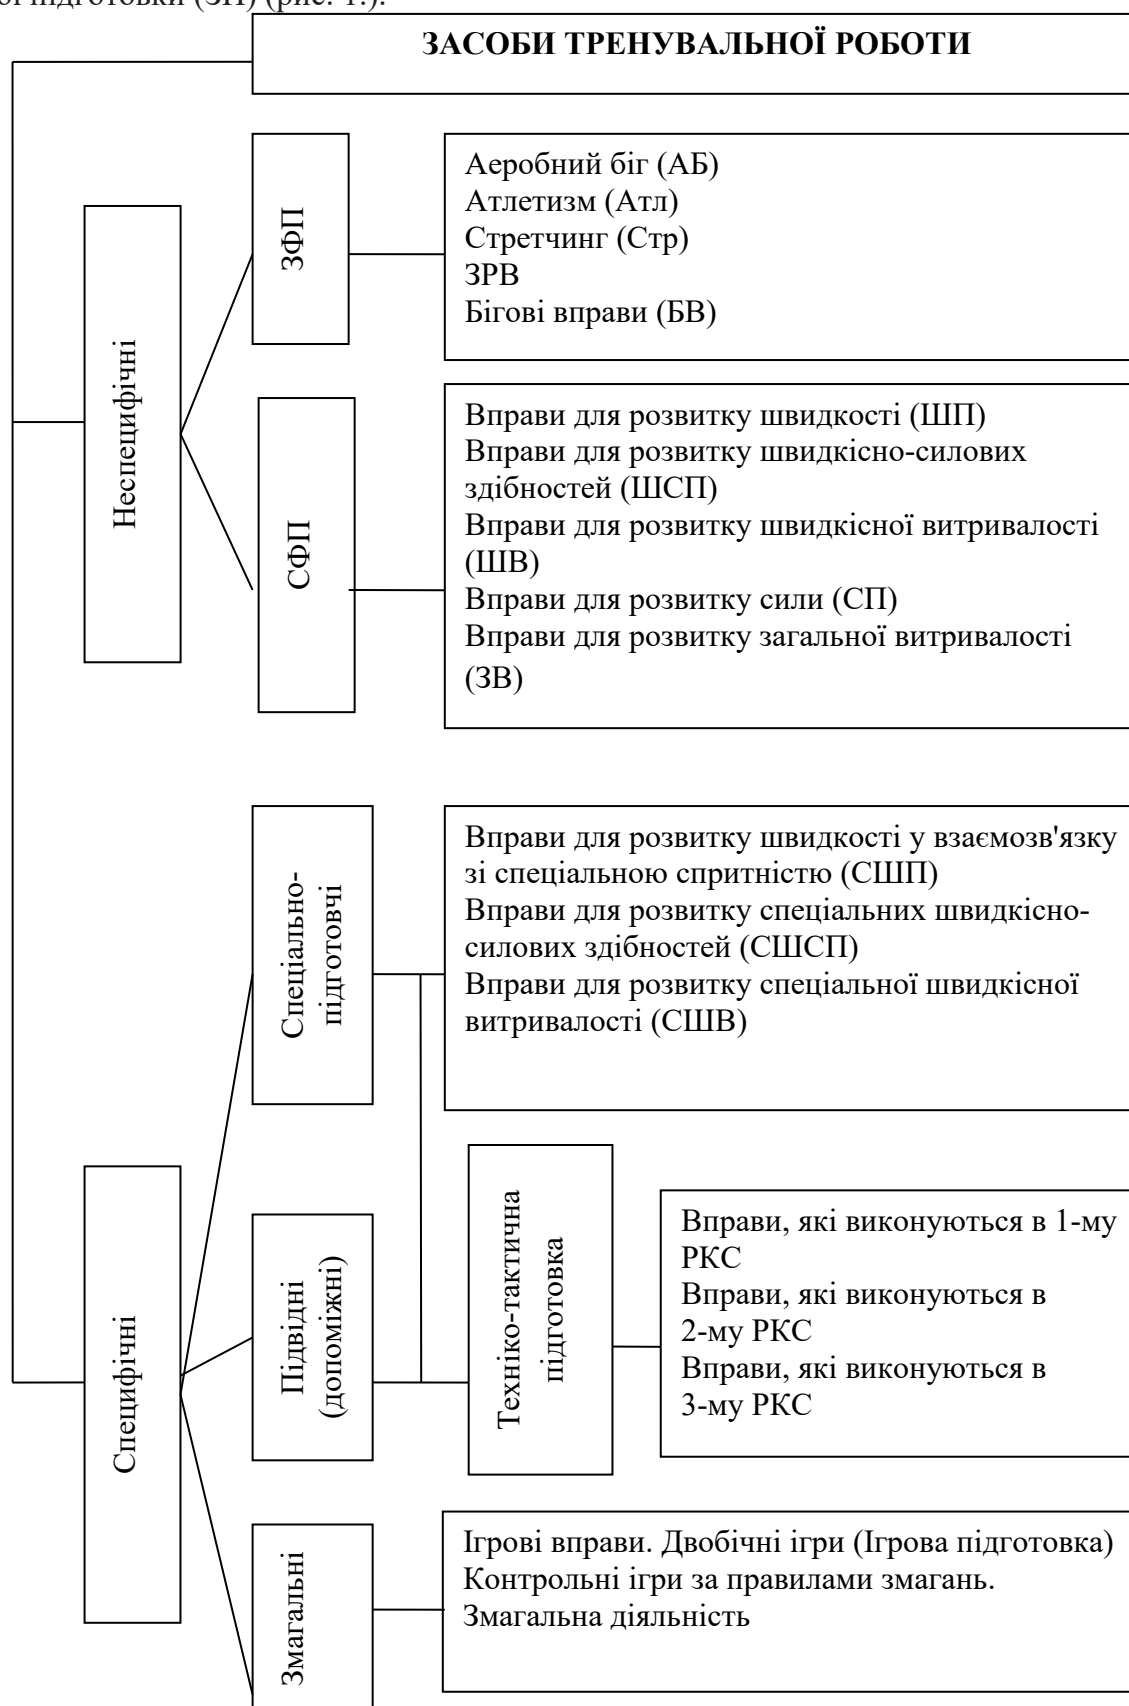 підготовки (ЗП) (рис. 1.).
ЗАСОБИ ТРЕНУВАЛЬНОЇ РОБОТИ
Неспецифічні
ЗФП
Аеробний біг (АБ)
Атлетизм (Атл)
Стретчинг (Стр)
ЗРВ
Бігові вправи (БВ)
СФП
Вправи для розвитку швидкості (ШП)
Вправи для розвитку швидкісно-силових
здібностей (ШСП)
Вправи для розвитку швидкісної витривалості
(ШВ)
Вправи для розвитку сили (СП)
Вправи для розвитку загальної витривалості
(ЗВ)
Специфічні
Спеціально-
підготовчі
Вправи для розвитку швидкості у взаємозв'язку
зі спеціальною спритністю (СШП)
Вправи для розвитку спеціальних швидкісно-
силових здібностей (СШСП)
Вправи для розвитку спеціальної швидкісної
витривалості (СШВ)
Підвідні
(допоміжні)
Техніко-тактична
підготовка
Вправи, які виконуються в 1-му
РКС
Вправи, які виконуються в
2-му РКС
Вправи, які виконуються в
3-му РКС
Змагальні
Ігрові вправи. Двобічні ігри (Ігрова підготовка)
Контрольні ігри за правилами змагань.
Змагальна діяльність